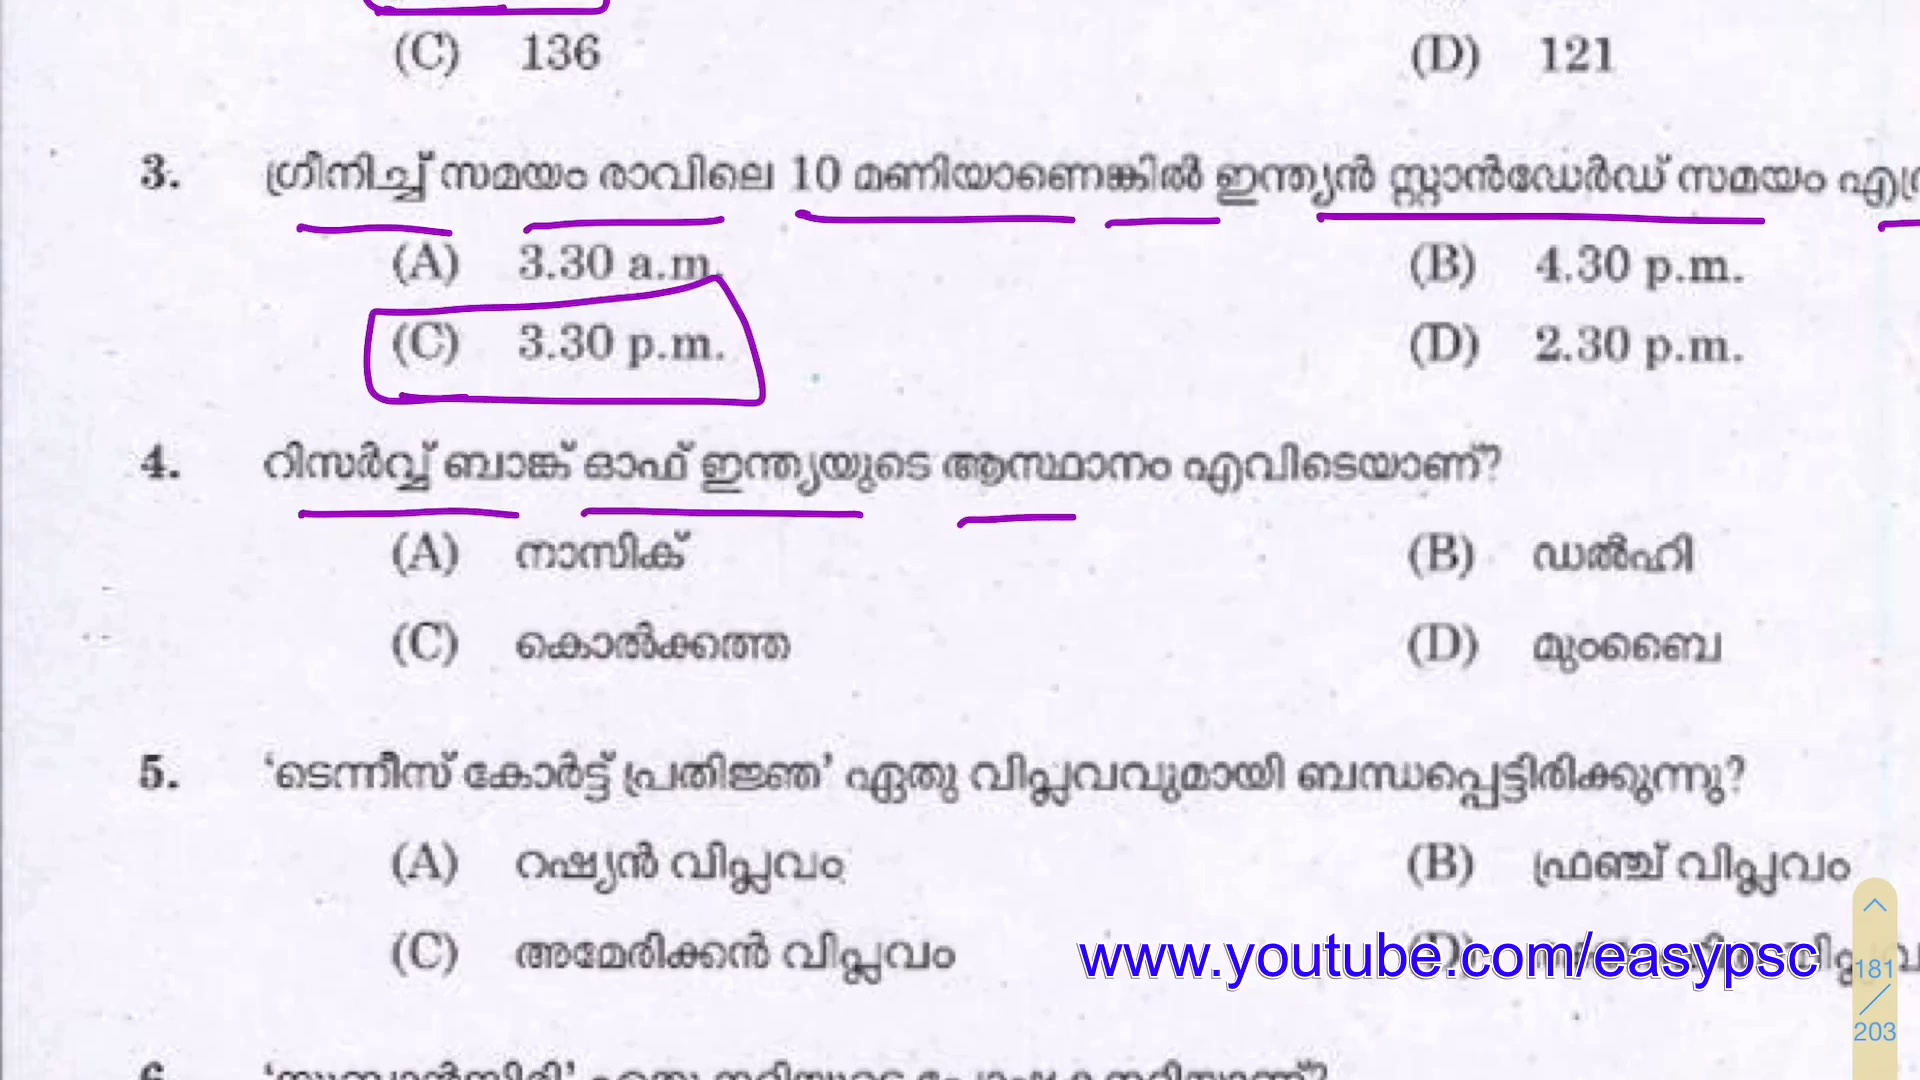 (C) 136 (D) 121
3. ഗ്രീനിച്ച് സമയം രാവിലെ 10 മണിയാണെങ്കിൽ ഇന്ത്യൻ സ്റ്റാൻഡേർഡ് സമയം
(A) 3.30 a.m. (B) 4.30 p.m.
(C) 3.30 p.m. (D) 2.30 p.m.
4. റിസർവ്വ് ബാങ്ക് ഓഫ് ഇന്ത്യയുടെ ആസ്ഥാനം എവിടെയാണ്?
(A) നാസിക് (B) ഡൽഹി
(C) കൊൽക്കത്ത (D) മുംബൈ
5. 'ടെന്നീസ് കോർട്ട് പ്രതിജ്ഞ' ഏതു വിപ്ലവവുമായി ബന്ധപ്പെട്ടിരിക്കുന്നു?
(A) റഷ്യൻ വിപ്ലവം (B) ഫ്രഞ്ച് വിപ്ലവം
(C) അമേരിക്കൻ വിപ്ലവം (D)
www.youtube.com/easypsc
181
203
6.